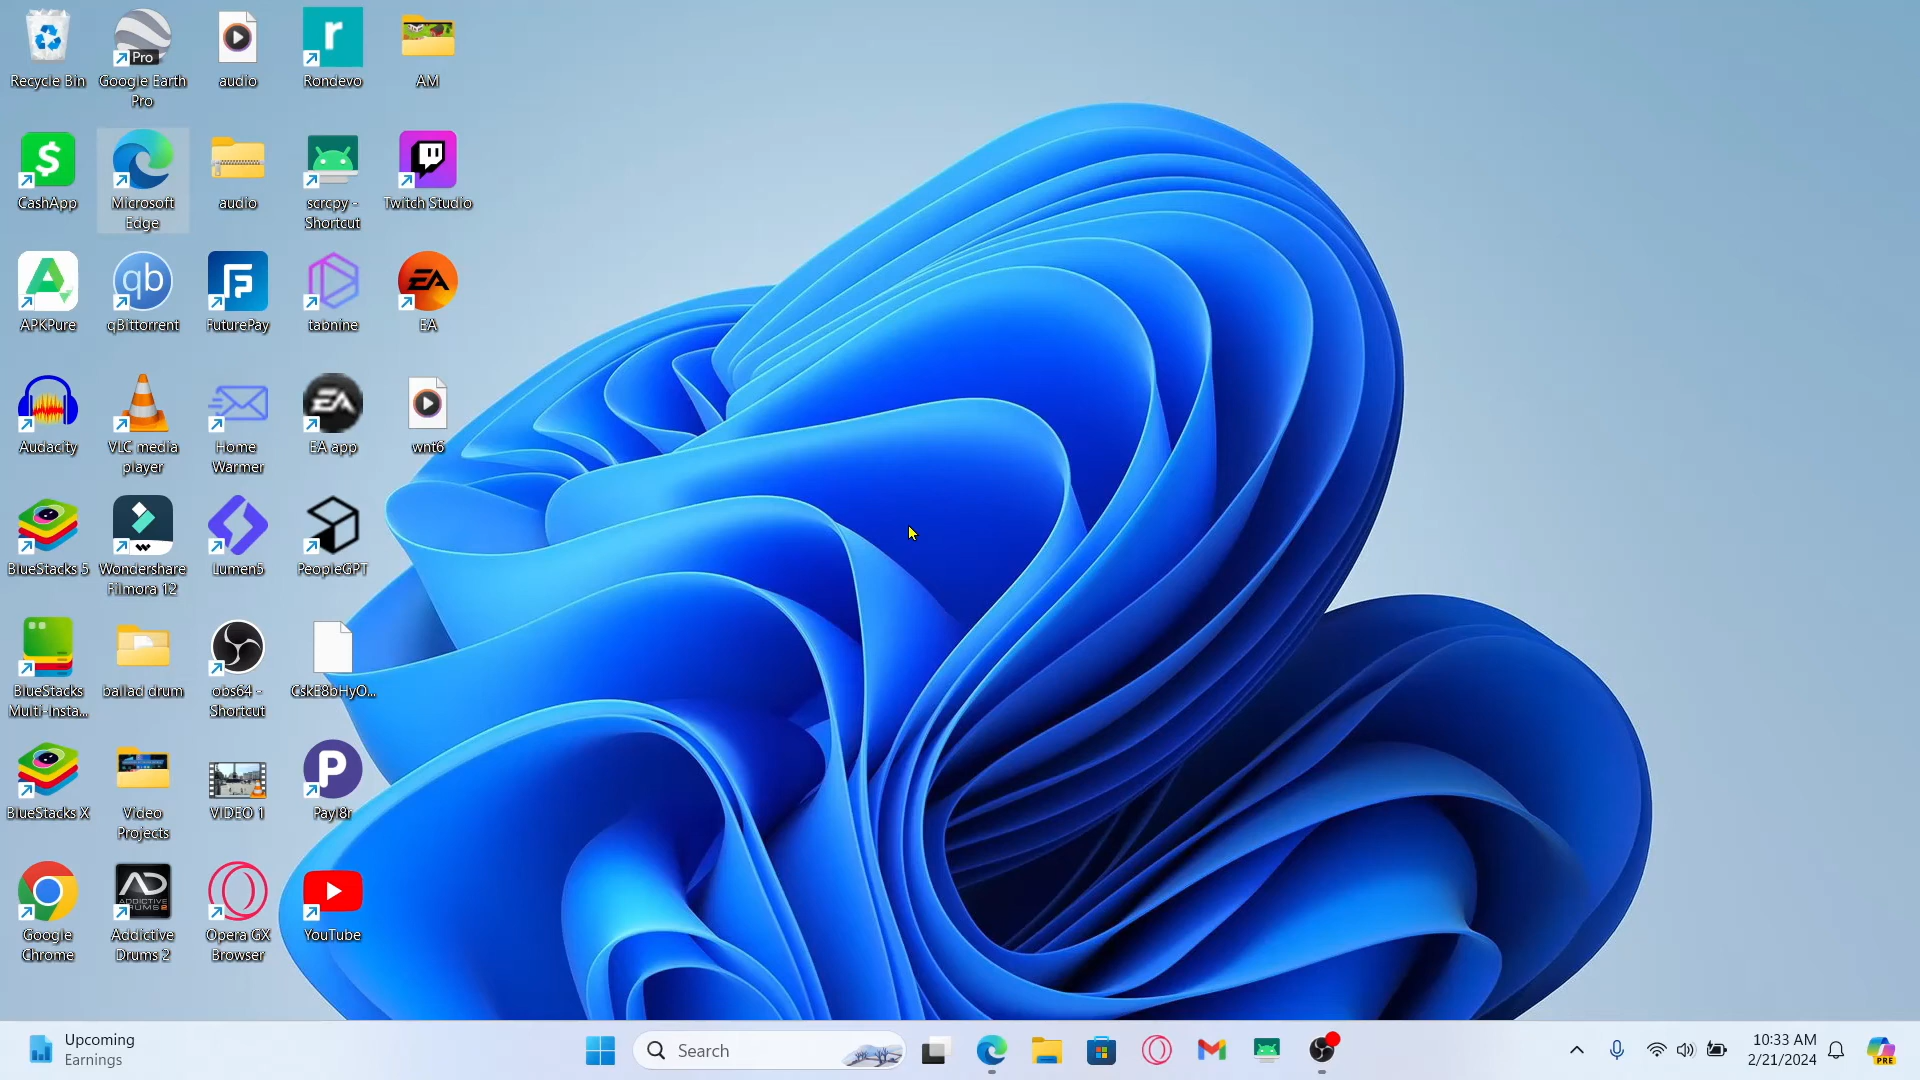 Recycle Bin
Google Earth
Pro
audio
Rondevo
AM
CashApp
Microsoft
Edge
audio
scrcpy -
Shortcut
Twitch Studio
APKPure
qBittorrent
FuturePay
tabnine
EA
Audacity
VLC media
player
Home
Warmer
EA app
wnt6
BlueStacks 5
Wondershare
Filmora 12
Lumen5
PeopleGPT
BlueStacks
Multi-Insta...
ballad drum
obs64 -
Shortcut
CskE8bHyO...
BlueStacks X
Video
Projects
VIDEO 1
Payl8r
Google
Chrome
Addictive
Drums 2
Opera GX
Browser
YouTube
Upcoming
Earnings
Search
10:33 AM
2/21/2024
PRE